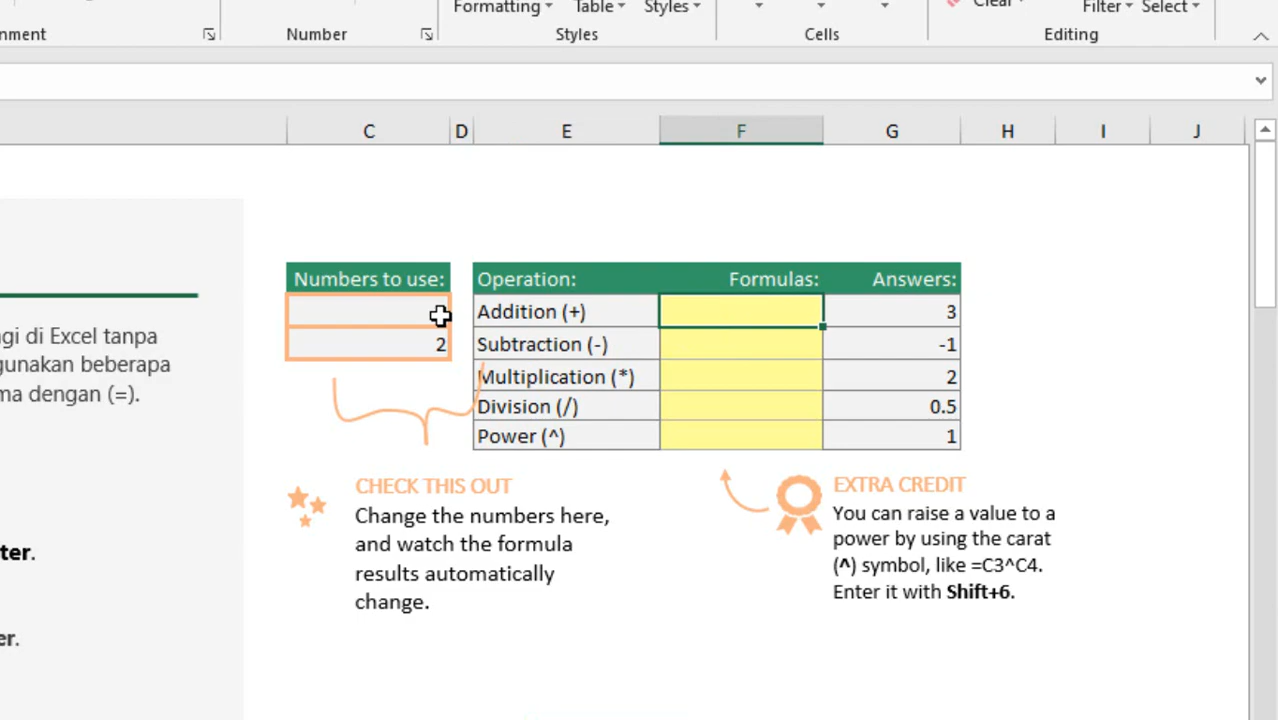 Formatting Table Styles Clear Filter Select
nment Number Styles Cells Editing
C D E F G H I J
Numbers to use: Operation: Formulas: Answers:
Addition (+) 3
2 Subtraction (-) -1
Multiplication (*) 2
Division (/) 0.5
Power (^) 1
gi di Excel tanpa
gunakan beberapa
ma dengan (=).
ter.
er.
CHECK THIS OUT
Change the numbers here,
and watch the formula
results automatically
change.
EXTRA CREDIT
You can raise a value to a
power by using the carat
(^) symbol, like =C3^C4.
Enter it with Shift+6.